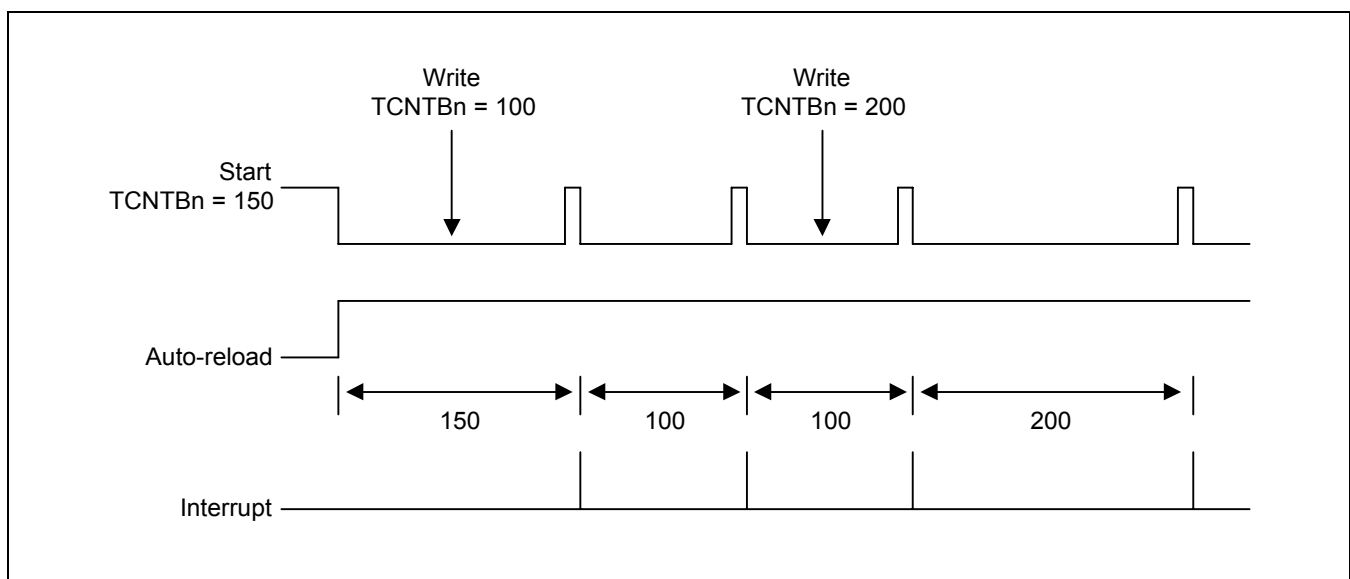 Write
TCNTBn = 100
Write
TCNTBn = 200
Start
TCNTBn = 150
Auto-reload
150
100
100
200
Interrupt